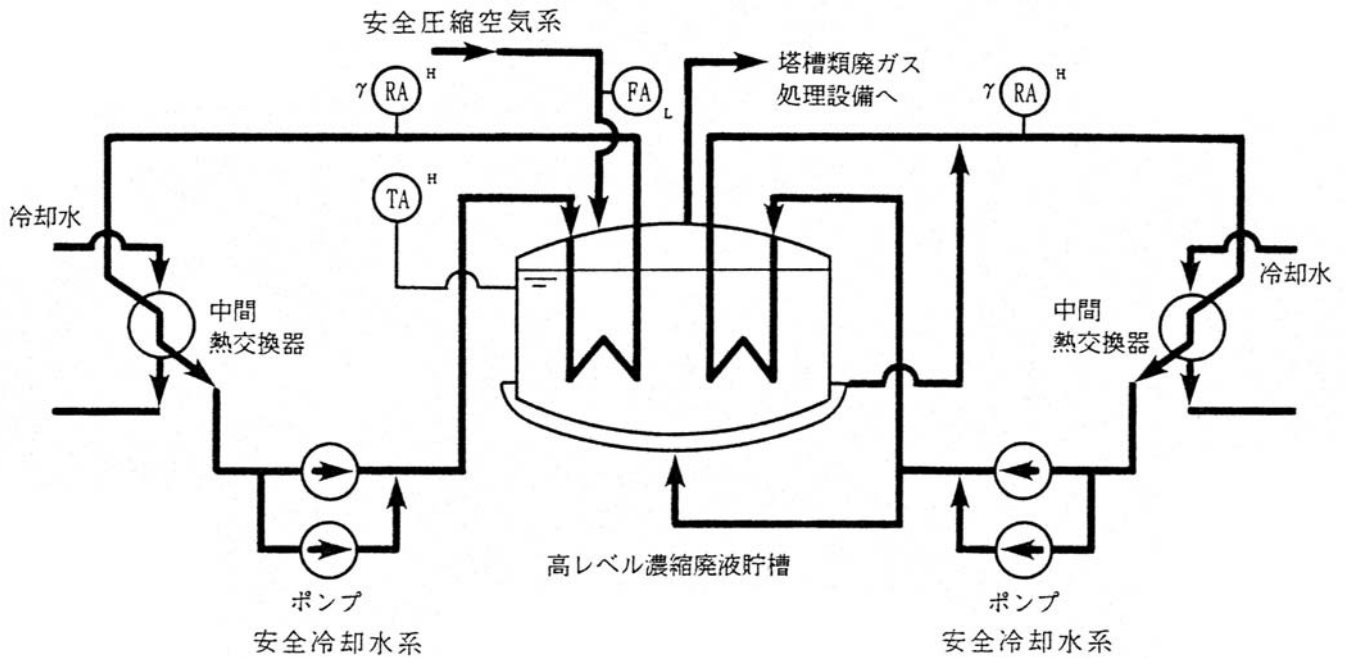 安全圧縮空気系
塔槽類廃ガス
処理設備へ
γ RA H
FA L
γ RA H
TA H
冷却水
冷却水
中間
熱交換器
中間
熱交換器
高レベル濃縮廃液貯槽
ポンプ
ポンプ
安全冷却水系
安全冷却水系